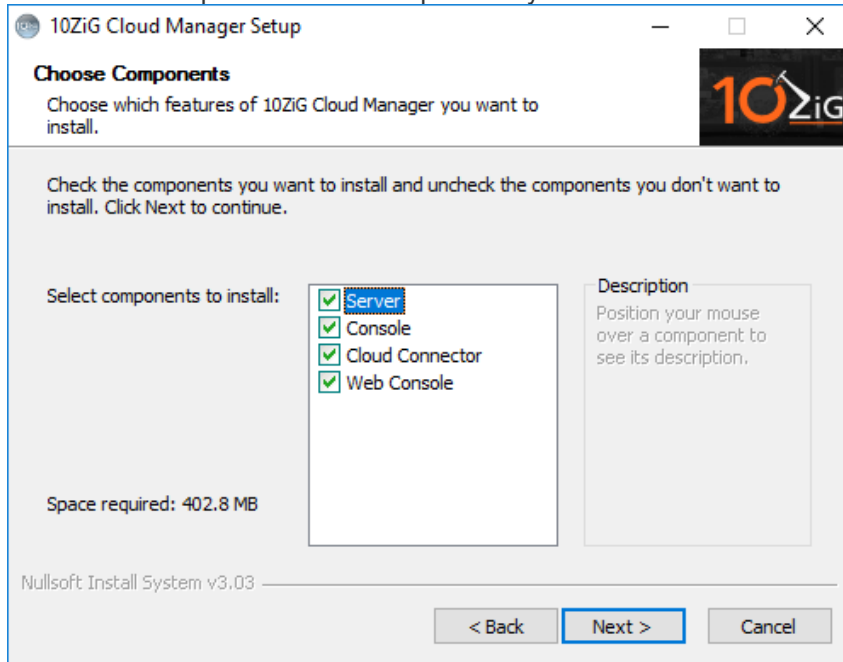 10ZiG Cloud Manager Setup
Choose Components
Choose which features of 10ZiG Cloud Manager you want to
install.
10ZiG
Check the components you want to install and uncheck the components you don't want to
install. Click Next to continue.
Select components to install:
Server
Console
Cloud Connector
Web Console
Description
Position your mouse
over a component to
see its description.
Space required: 402.8 MB
Nullsoft Install System v3.03
< Back
Next >
Cancel